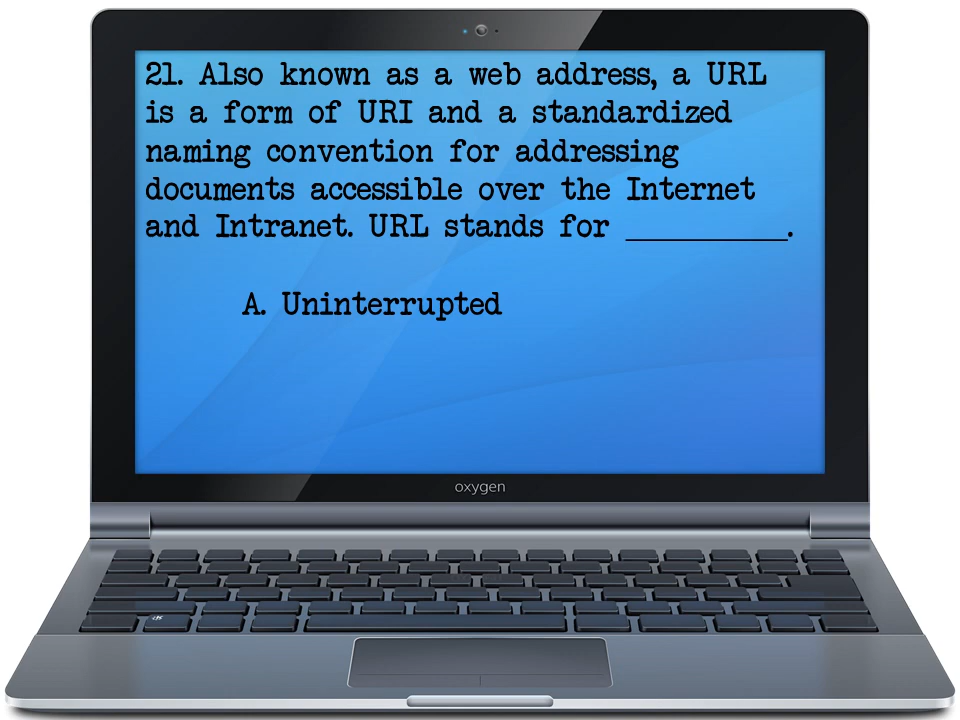 21. Also known as a web address, a URL
is a form of URI and a standardized
naming convention for addressing
documents accessible over the Internet
and Intranet. URL stands for __________.
A. Uninterrupted
oxygen